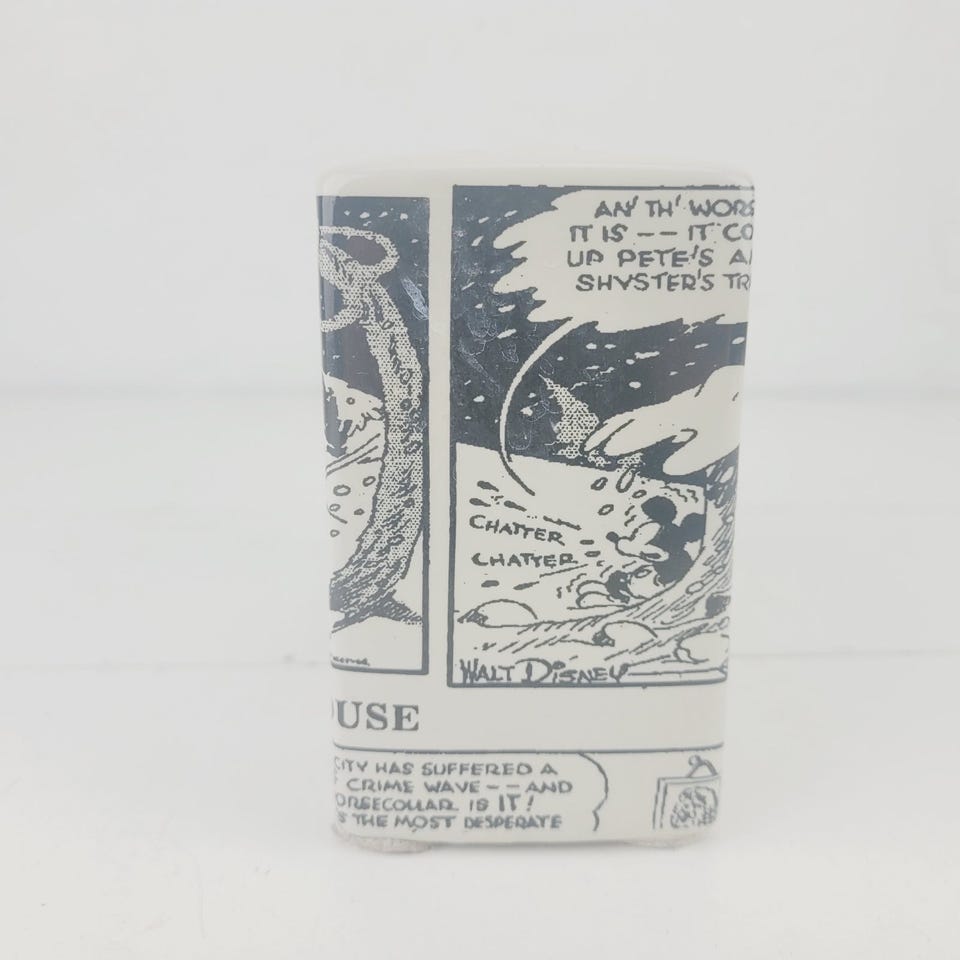 AN' TH' WORS
IT IS -- IT CO
UP PETE'S A
SHYSTER'S TR
CHATTER
CHATTER
WALT DISNEY
OUSE
CITY HAS SUFFERED A
CRIME WAVE -- AND
ORSECOLLAR IS IT!
S THE MOST DESPERATE